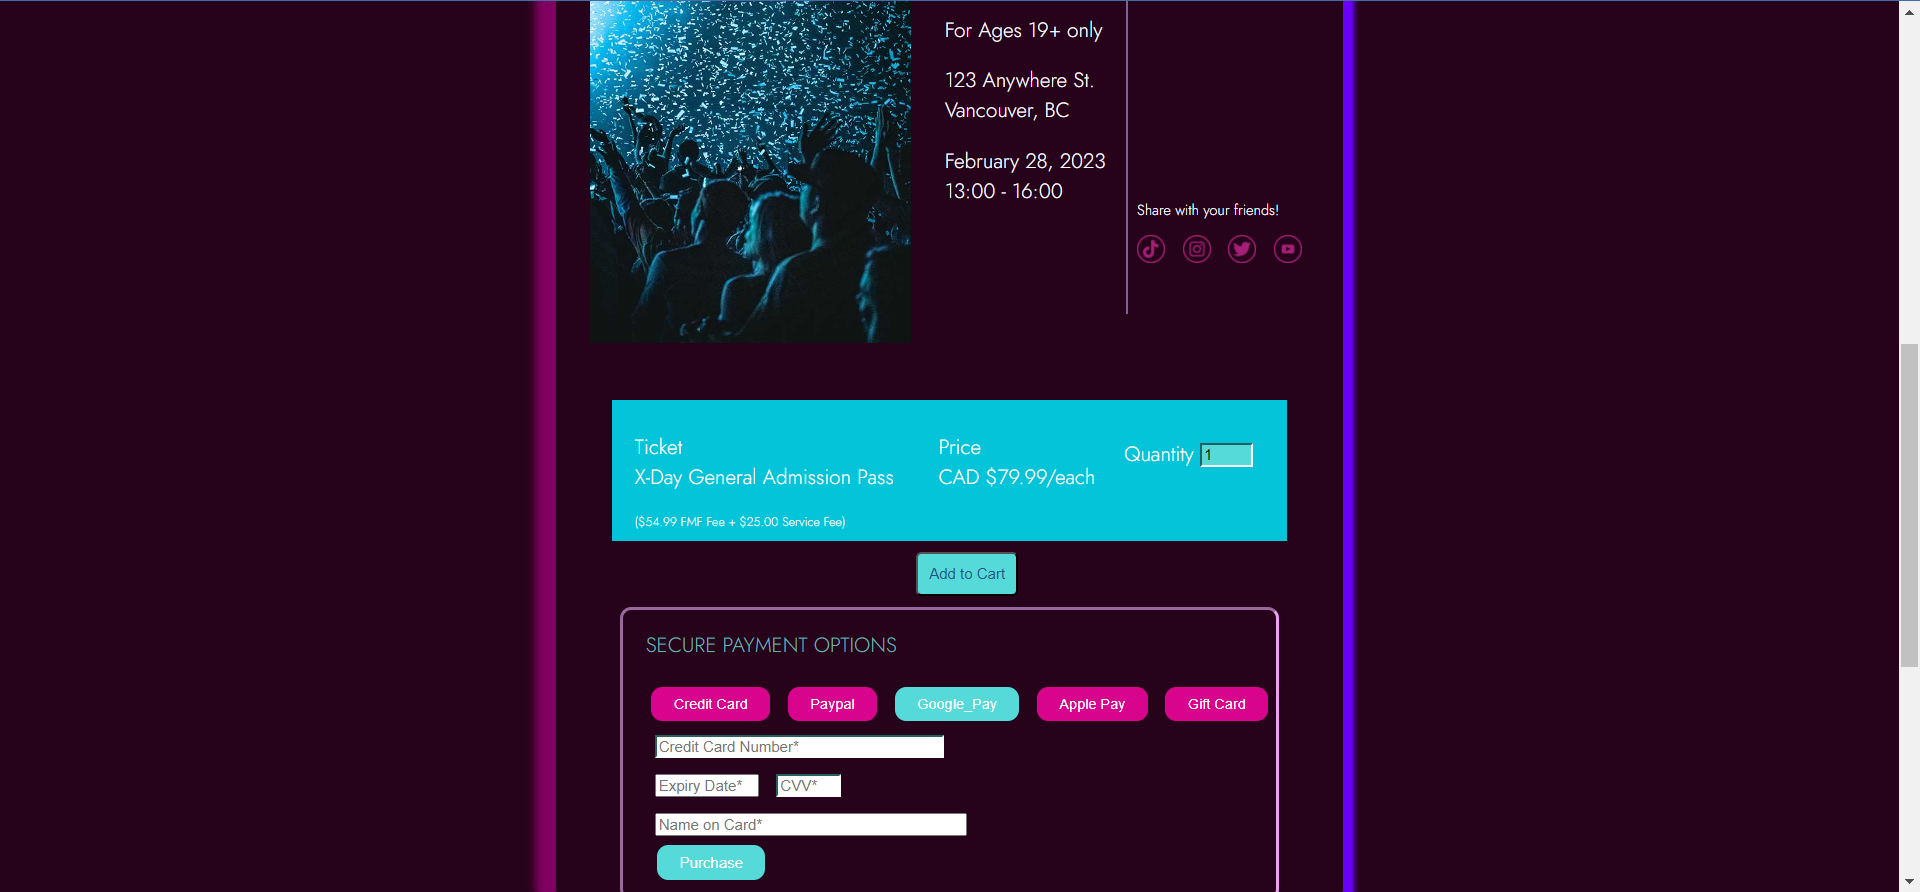 For Ages 19+ only
123 Anywhere St.
Vancouver, BC
February 28, 2023
13:00 - 16:00
Share with your friends!
Ticket
X-Day General Admission Pass
($54.99 FMF Fee + $25.00 Service Fee)
Price
CAD $79.99/each
Quantity 1
Add to Cart
SECURE PAYMENT OPTIONS
Credit Card
Paypal
Google_Pay
Apple Pay
Gift Card
Credit Card Number*
Expiry Date*
CVV*
Name on Card*
Purchase